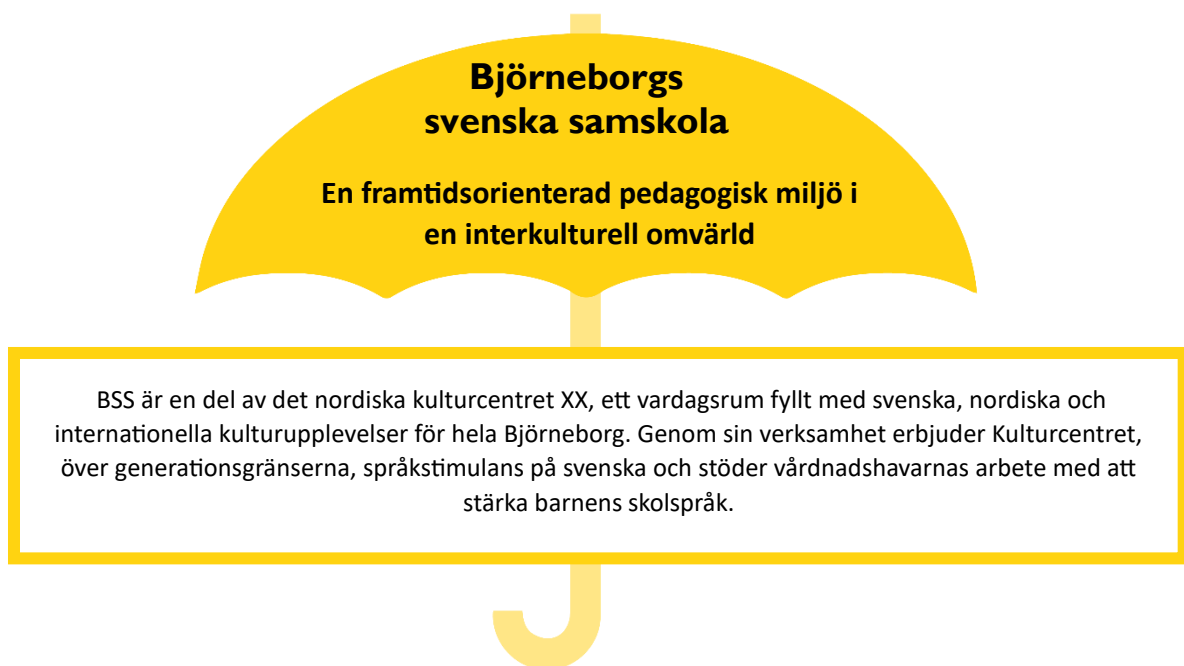 Björneborgs
svenska samskola
En framtidsorienterad pedagogisk miljö i
en interkulturell omvärld
BSS är en del av det nordiska kulturcentret XX, ett vardagsrum fyllt med svenska, nordiska och
internationella kulturupplevelser för hela Björneborg. Genom sin verksamhet erbjuder Kulturcentret,
över generationsgränserna, språkstimulans på svenska och stöder vårdnadshavarnas arbete med att
stärka barnens skolspråk.